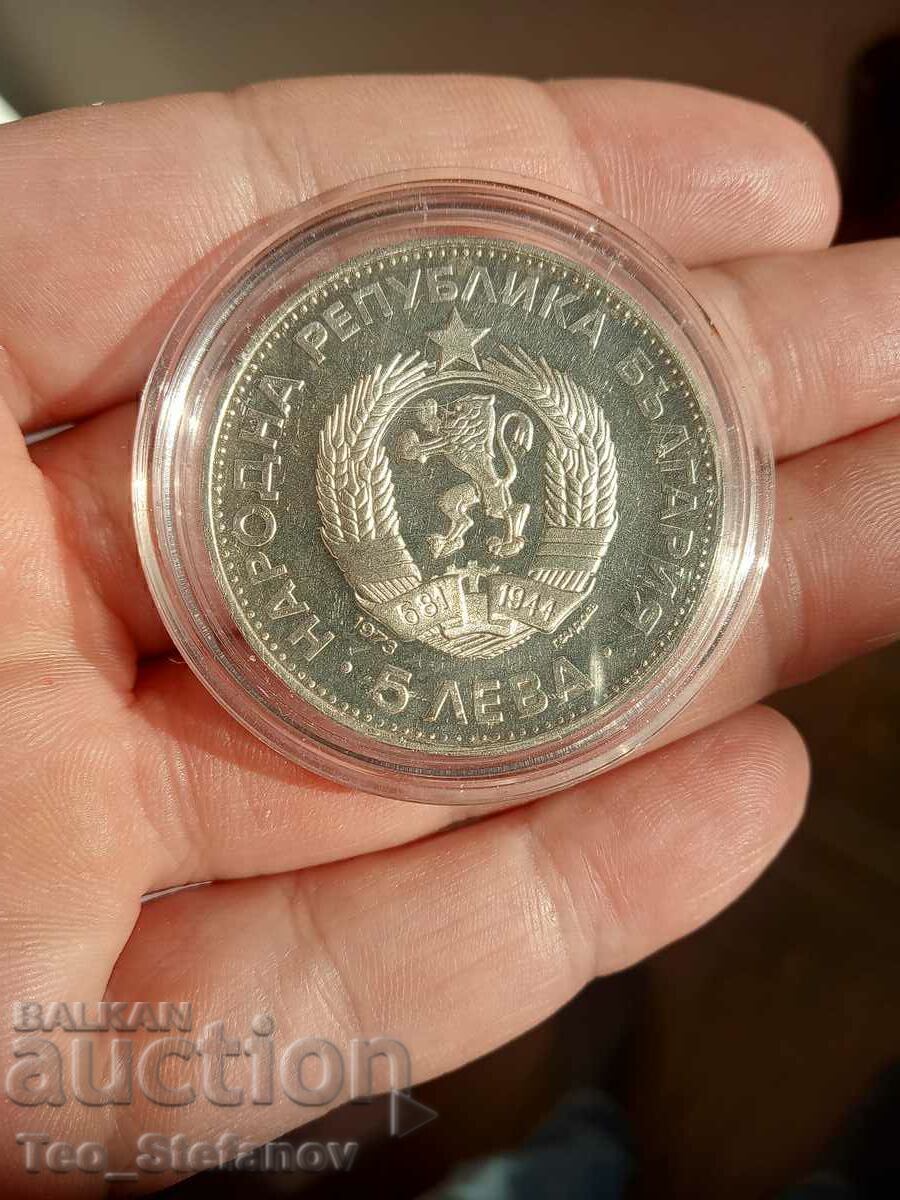 НАРОДНА РЕПУБЛИКА БЪЛГАРИЯ
681 1944
1973
· 5 ЛЕВА ·
BALKAN
auction
Teo_Stefanov